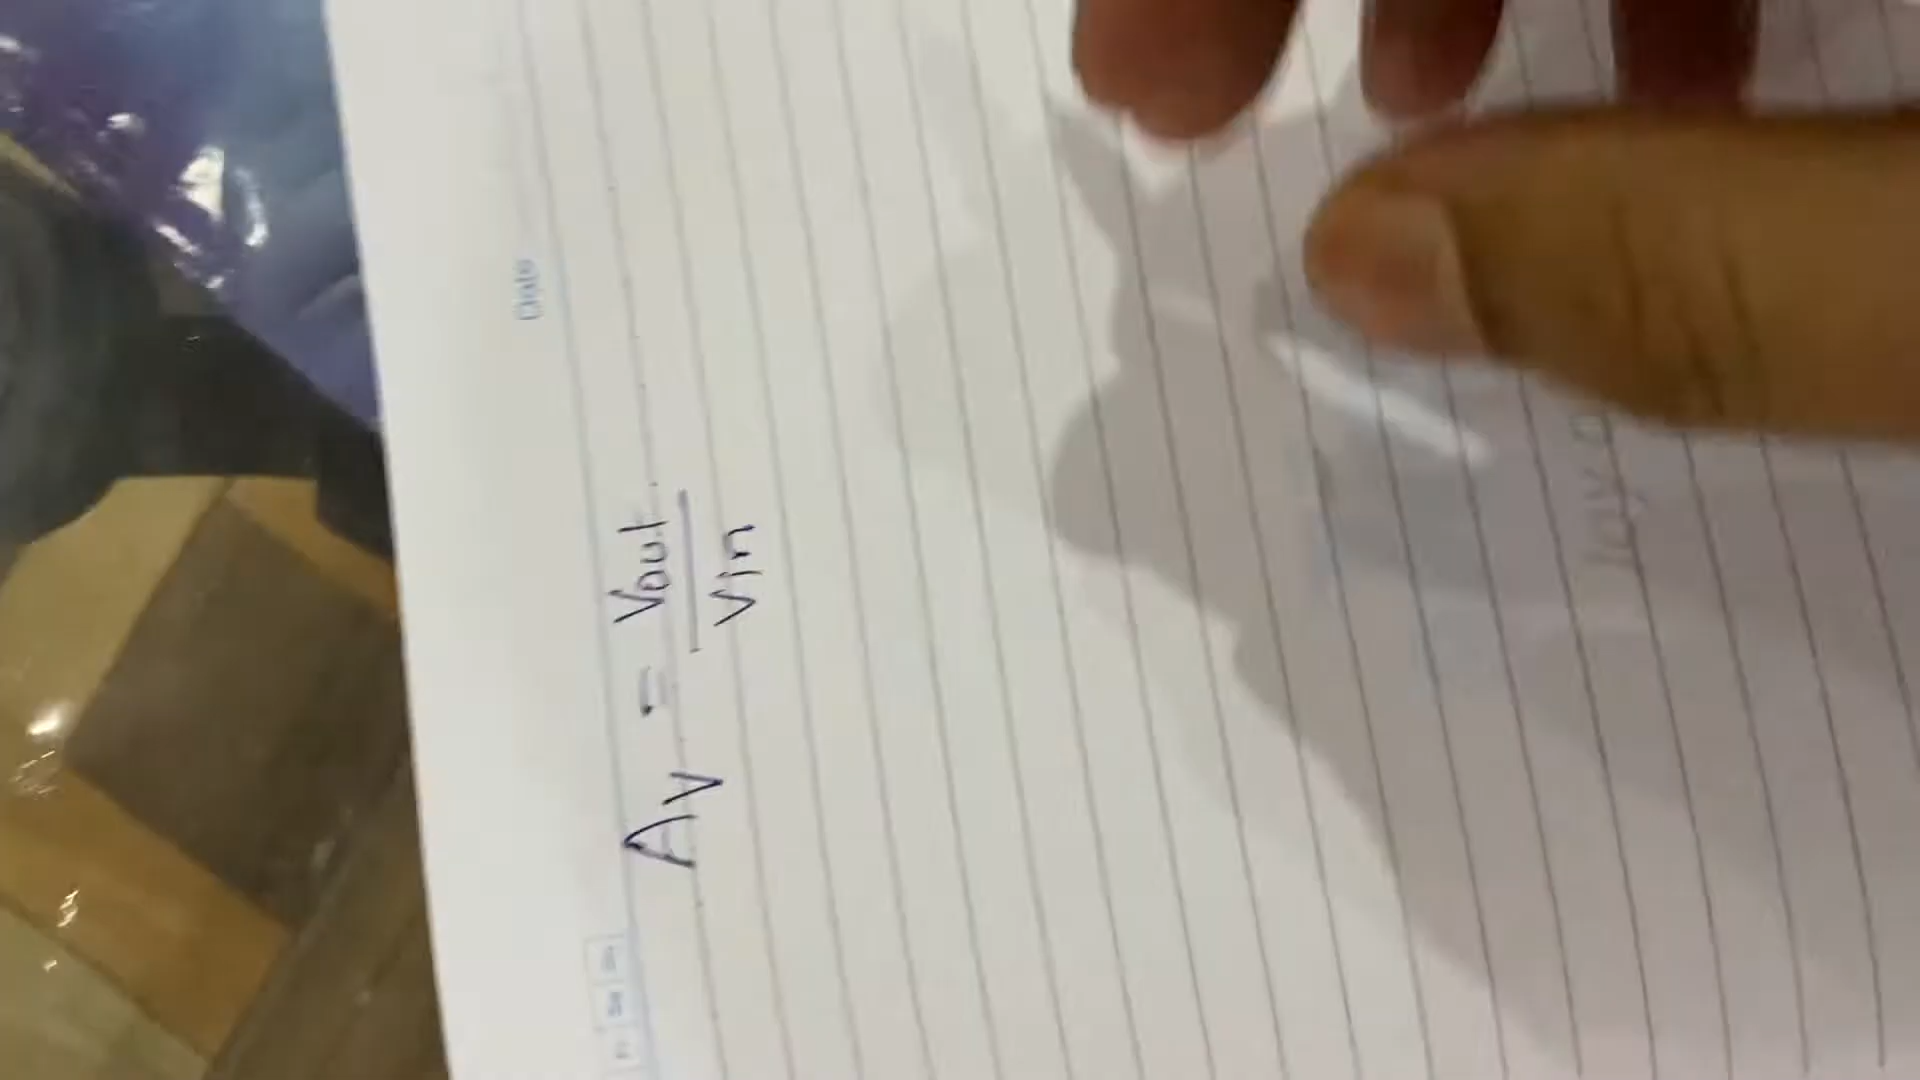 Date
Av = Vout
Vin